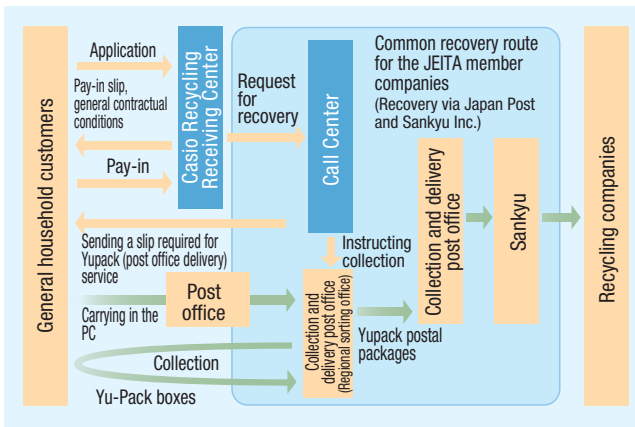 General household customers
Application
Pay-in slip,
general contractual
conditions
Pay-in
Casio Recycling
Receiving Center
Request
for
recovery
Call Center
Common recovery route
for the JEITA member
companies
(Recovery via Japan Post
and Sankyu Inc.)
Sending a slip required for
Yupack (post office delivery)
service
Instructing
collection
Post
office
Carrying in the
PC
Collection
Yu-Pack boxes
Collection and
delivery post office
(Regional sorting office)
Yupack postal
packages
Collection and delivery
post office
Sankyu
Recycling companies